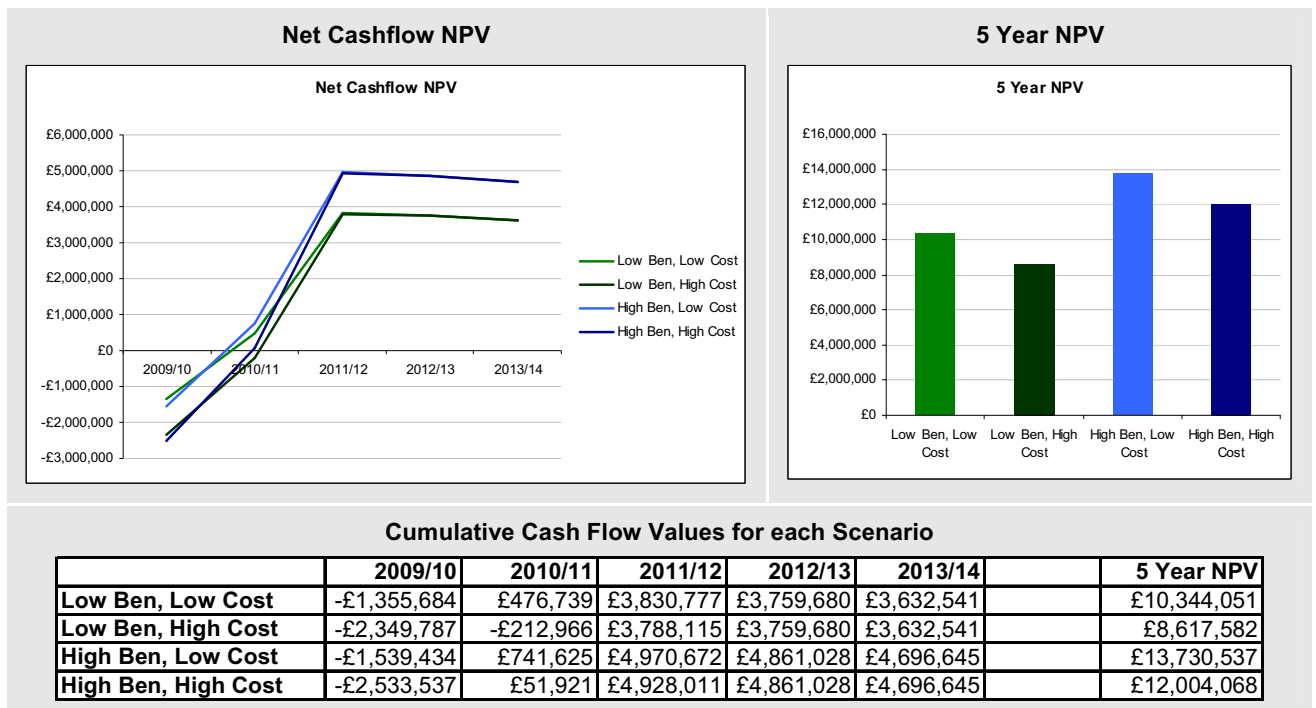 Net Cashflow NPV
Net Cashflow NPV
£6,000,000
£5,000,000
£4,000,000
£3,000,000
£2,000,000
£1,000,000
£0
-£1,000,000
-£2,000,000
-£3,000,000
2009/10 2010/11 2011/12 2012/13 2013/14
Low Ben, Low Cost
Low Ben, High Cost
High Ben, Low Cost
High Ben, High Cost
5 Year NPV
5 Year NPV
£16,000,000
£14,000,000
£12,000,000
£10,000,000
£8,000,000
£6,000,000
£4,000,000
£2,000,000
£0
Low Ben, Low Low Ben, High High Ben, Low High Ben, High
Cost Cost Cost Cost
Cumulative Cash Flow Values for each Scenario
2009/10 2010/11 2011/12 2012/13 2013/14 5 Year NPV
Low Ben, Low Cost -£1,355,684 £476,739 £3,830,777 £3,759,680 £3,632,541 £10,344,051
Low Ben, High Cost -£2,349,787 -£212,966 £3,788,115 £3,759,680 £3,632,541 £8,617,582
High Ben, Low Cost -£1,539,434 £741,625 £4,970,672 £4,861,028 £4,696,645 £13,730,537
High Ben, High Cost -£2,533,537 £51,921 £4,928,011 £4,861,028 £4,696,645 £12,004,068